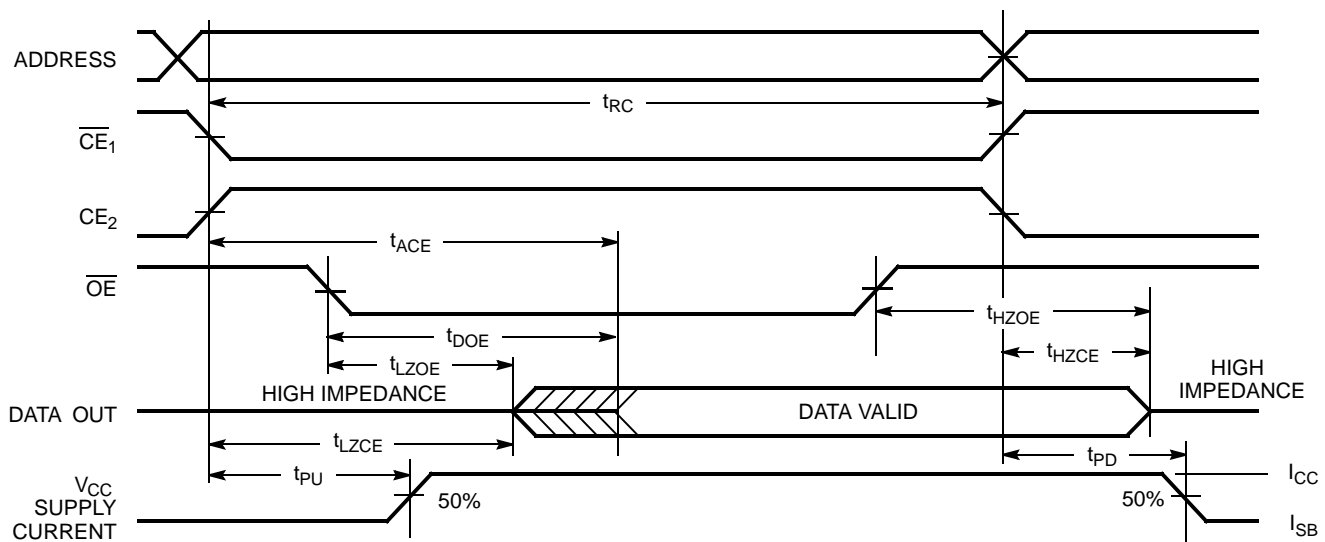 ADDRESS
tRC
CE1
CE2
tACE
OE
tHZOE
tDOE
tLZOE
tHZCE
HIGH IMPEDANCE
HIGH
IMPEDANCE
DATA OUT
DATA VALID
tLZCE
tPU
tPD
VCC
SUPPLY
CURRENT
50%
50%
ICC
ISB